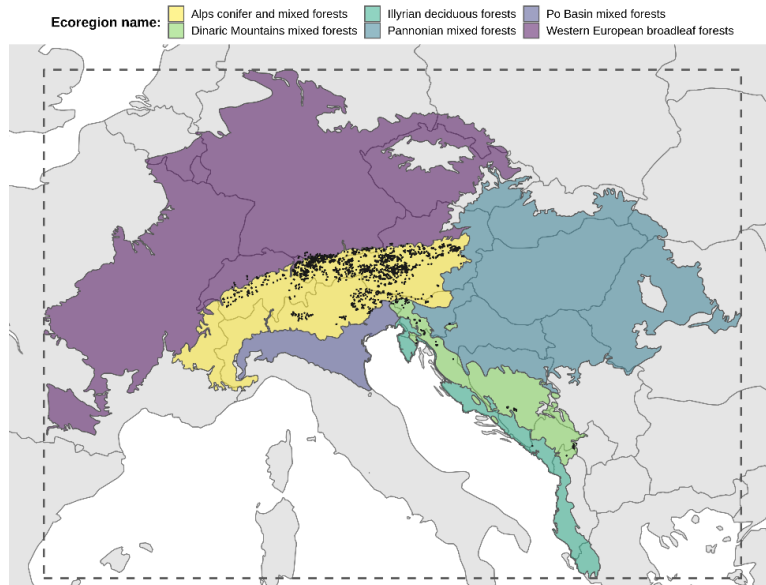 Ecoregion name:
Alps conifer and mixed forests Illyrian deciduous forests Po Basin mixed forests
Dinaric Mountains mixed forests Pannonian mixed forests Western European broadleaf forests